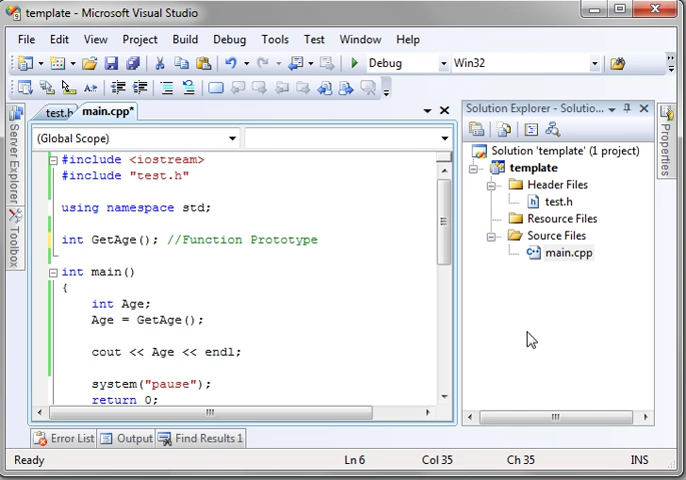 template - Microsoft Visual Studio
File Edit View Project Build Debug Tools Test Window Help
Debug Win32
test.h main.cpp*
(Global Scope)
#include <iostream>
#include "test.h"
using namespace std;
int GetAge(); //Function Prototype
int main()
{
int Age;
Age = GetAge();
cout << Age << endl;
system("pause");
return 0;
Solution Explorer - Solutio...
Solution 'template' (1 project)
template
Header Files
test.h
Resource Files
Source Files
main.cpp
Server Explorer
Toolbox
Properties
Error List Output Find Results 1
Ready Ln 6 Col 35 Ch 35 INS